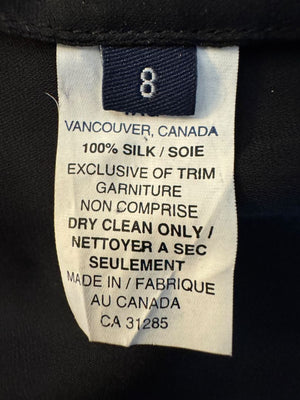 8
VANCOUVER, CANADA
100% SILK / SOIE
EXCLUSIVE OF TRIM
GARNITURE
NON COMPRISE
DRY CLEAN ONLY /
NETTOYER A SEC
SEULEMENT
MADE IN / FABRIQUE
AU CANADA
CA 31285